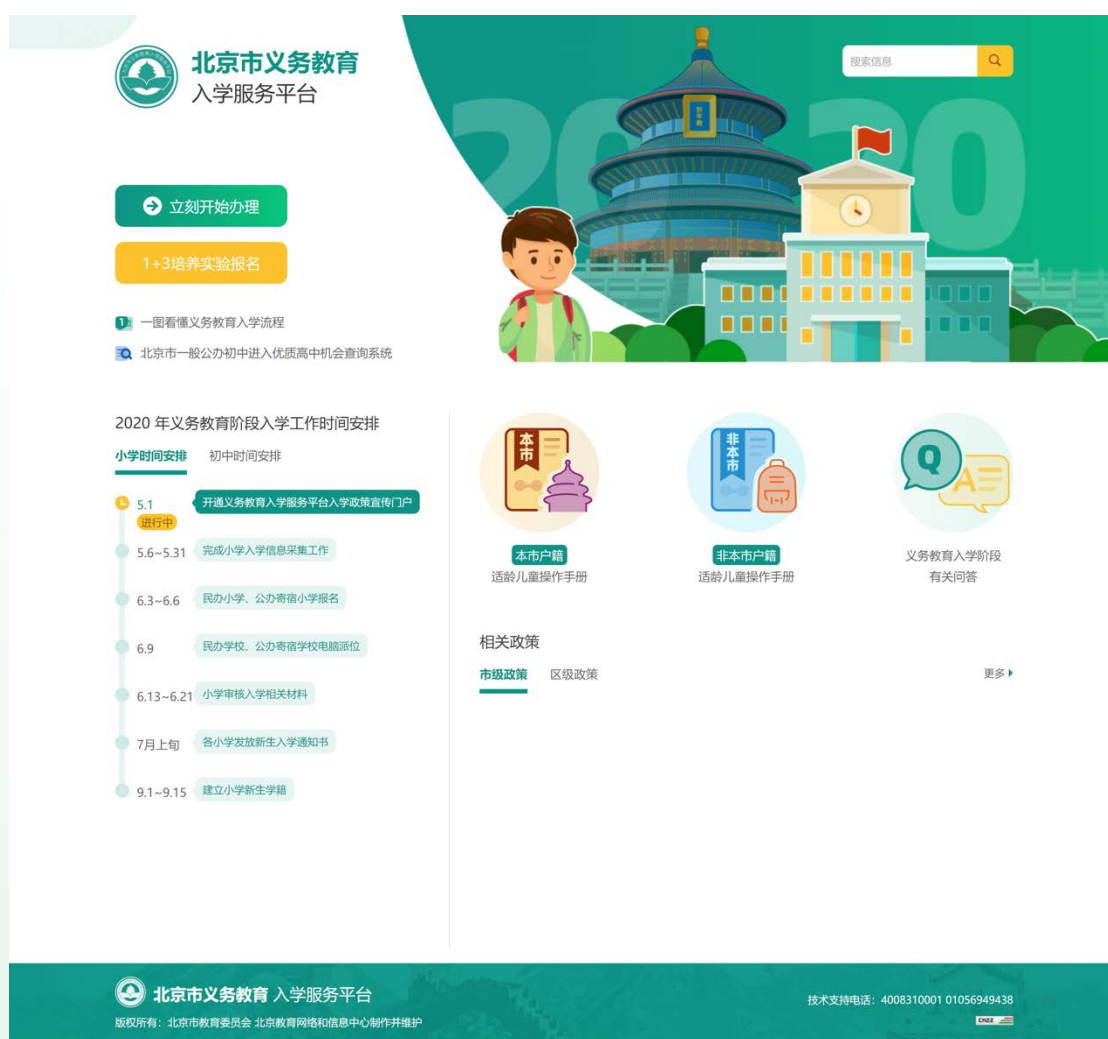 北京市义务教育
入学服务平台
搜索信息
2020
祈年殿
立刻开始办理
1+3培养实验报名
一图看懂义务教育入学流程
北京市一般公办初中进入优质高中机会查询系统
2020 年义务教育阶段入学工作时间安排
小学时间安排 初中时间安排
5.1 开通义务教育入学服务平台入学政策宣传门户
进行中
5.6~5.31 完成小学入学信息采集工作
6.3~6.6 民办小学、公办寄宿小学报名
6.9 民办学校、公办寄宿学校电脑派位
6.13~6.21 小学审核入学相关材料
7月上旬 各小学发放新生入学通知书
9.1~9.15 建立小学新生学籍
本市
本市户籍
适龄儿童操作手册
非本市
非本市户籍
适龄儿童操作手册
Q
A
义务教育入学阶段
有关问答
相关政策
市级政策 区级政策 更多
北京市义务教育 入学服务平台
版权所有：北京市教育委员会 北京教育网络和信息中心制作并维护
技术支持电话：4008310001 01056949438
CNZZ